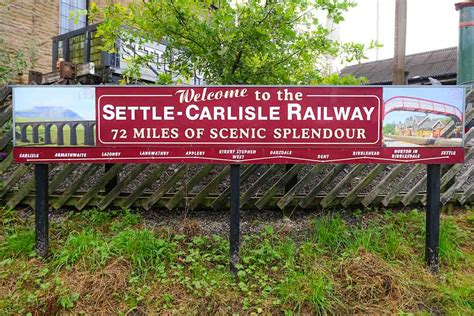 Welcome to the
SETTLE-CARLISLE RAILWAY
72 MILES OF SCENIC SPLENDOUR
CARLISLE ARMATHWAITE LAZONBY LANGWATHBY APPLEBY KIRKBY STEPHEN WEST GARSDALE DENT RIBBLEHEAD HORTON IN RIBBLESDALE SETTLE